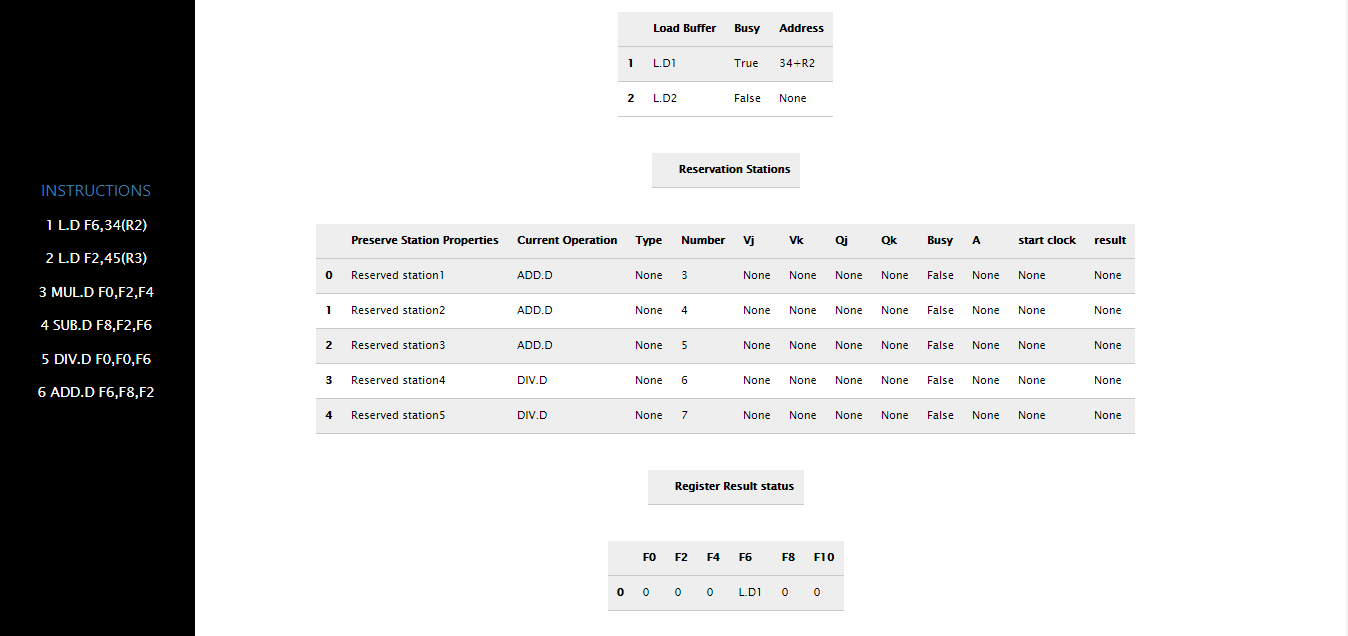 INSTRUCTIONS
1 L.D F6,34(R2)
2 L.D F2,45(R3)
3 MUL.D F0,F2,F4
4 SUB.D F8,F2,F6
5 DIV.D F0,F0,F6
6 ADD.D F6,F8,F2
Load Buffer Busy Address
1 L.D1 True 34+R2
2 L.D2 False None
Reservation Stations
Preserve Station Properties Current Operation Type Number Vj Vk Qj Qk Busy A start clock result
0 Reserved station1 ADD.D None 3 None None None None False None None None
1 Reserved station2 ADD.D None 4 None None None None False None None None
2 Reserved station3 ADD.D None 5 None None None None False None None None
3 Reserved station4 DIV.D None 6 None None None None False None None None
4 Reserved station5 DIV.D None 7 None None None None False None None None
Register Result status
F0 F2 F4 F6 F8 F10
0 0 0 0 L.D1 0 0